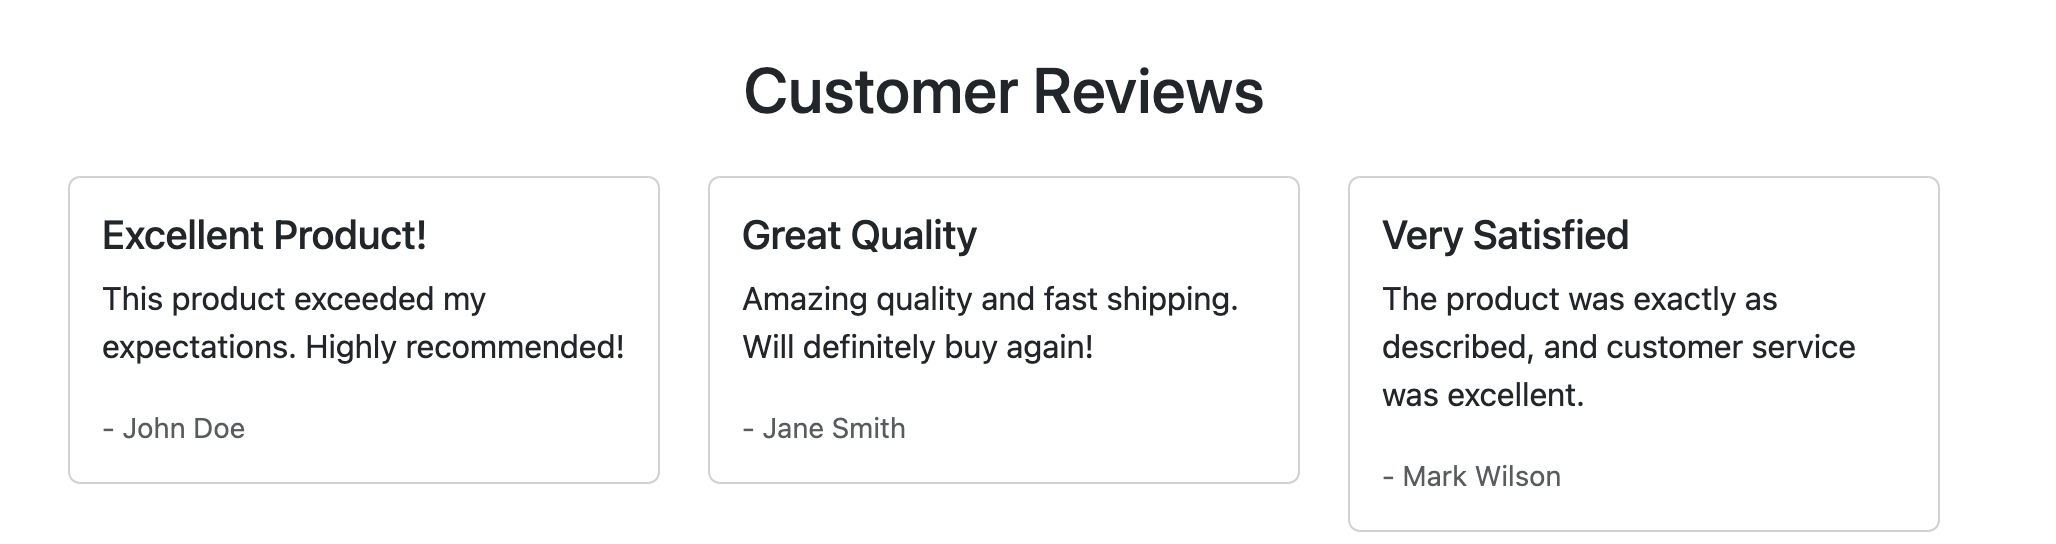 Customer Reviews
Excellent Product!
This product exceeded my
expectations. Highly recommended!
- John Doe
Great Quality
Amazing quality and fast shipping.
Will definitely buy again!
- Jane Smith
Very Satisfied
The product was exactly as
described, and customer service
was excellent.
- Mark Wilson